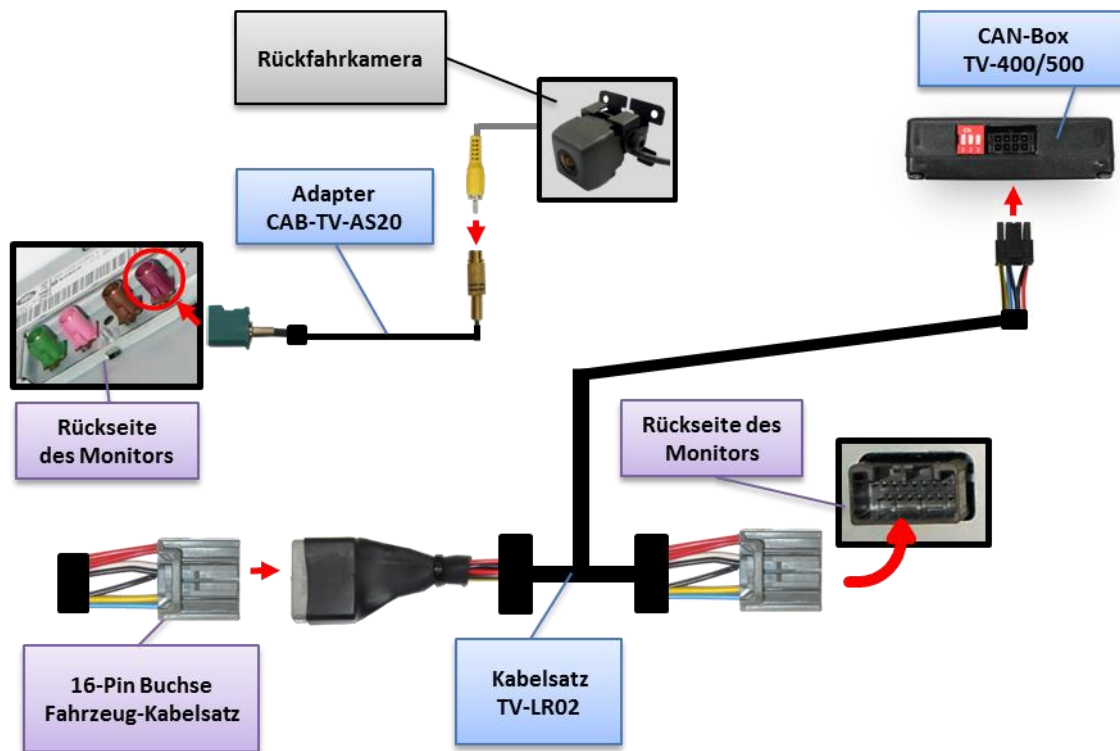 Rückfahrkamera
CAN-Box
TV-400/500
Adapter
CAB-TV-AS20
Rückseite
des Monitors
Rückseite des
Monitors
16-Pin Buchse
Fahrzeug-Kabelsatz
Kabelsatz
TV-LR02